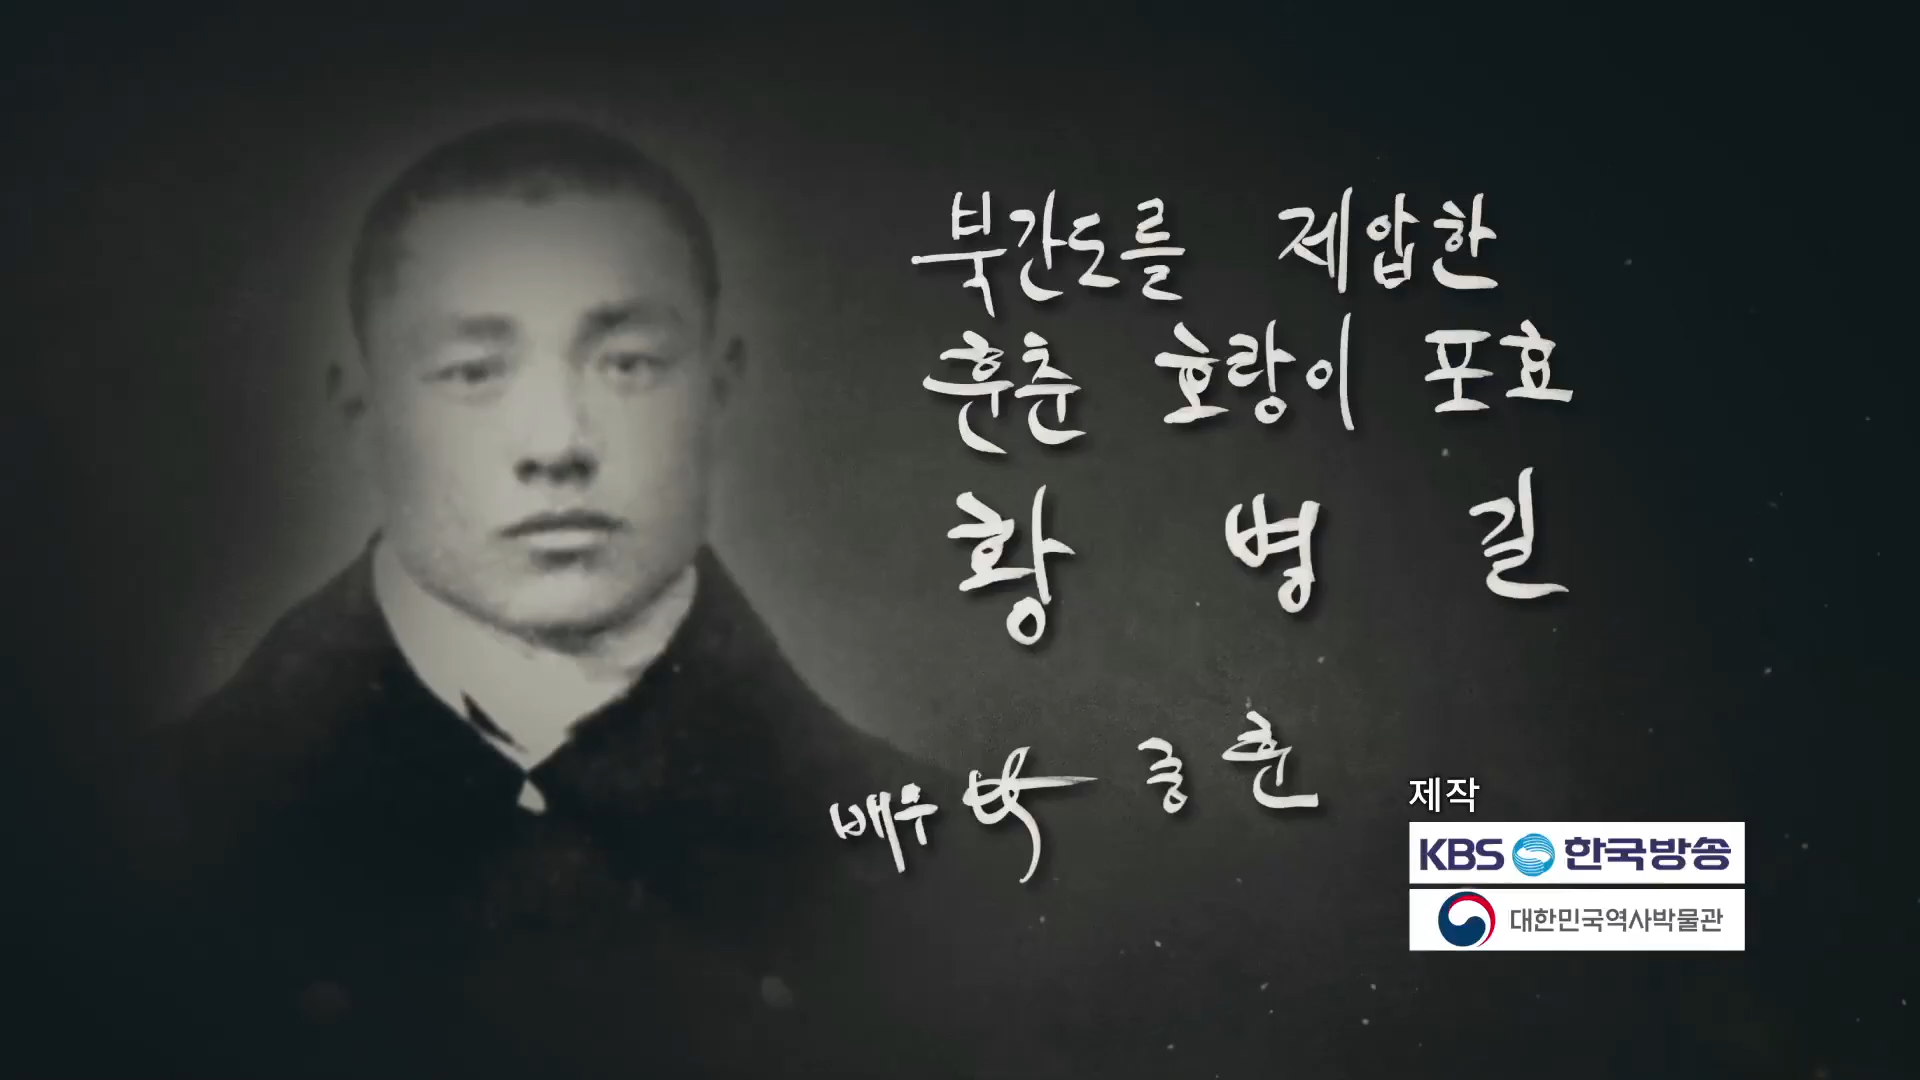 북간도를 제압한
훈춘 호랑이 포효
황병길
배우 박중훈
제작
KBS 한국방송
대한민국역사박물관